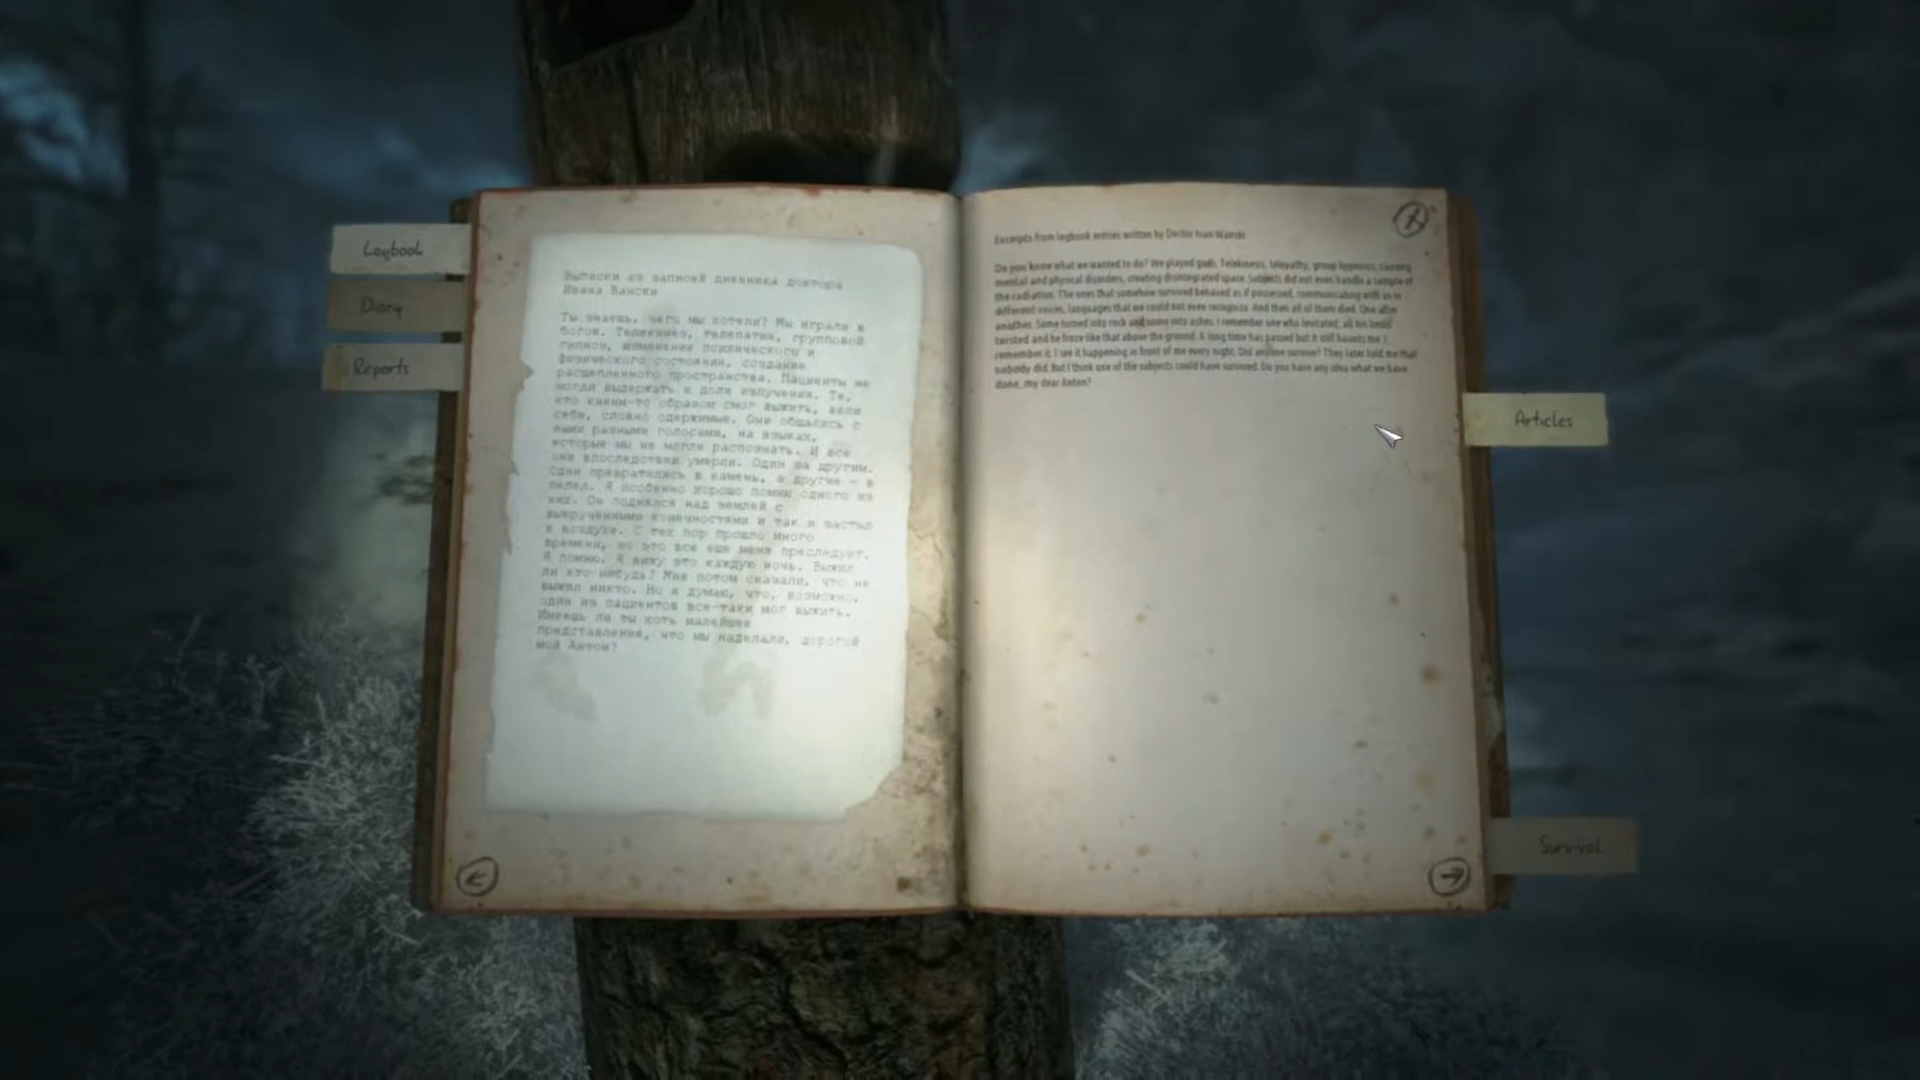 Logbook
Diary
Reports
Выписки из записей дневника доктора
Ивана Вански
Ты знаешь, чего мы хотели? Мы играли в
богов. Телекинез, телепатия, групповой
гипноз, изменение психического и
физического состояния, создание
расщепленного пространства. Пациенты не
могли выдержать и доли излучения. Те,
кто каким-то образом смог выжить, вели
себя, словно одержимые. Они общались с
нами разными голосами, на языках,
которые мы не могли распознать. И все
они впоследствии умерли. Один за другим.
Одни превратились в камень, а другие – в
пепел. Я особенно хорошо помню одного из
них. Он поднялся над землей с
выкрученными конечностями и так и застыл
в воздухе. С тех пор прошло много
времени, но это все еще меня преследует.
Я помню. Я вижу это каждую ночь. Выжил
ли кто-нибудь? Мне потом сказали, что не
выжил никто. Но я думаю, что, возможно,
один из пациентов все-таки мог выжить.
Имеешь ли ты хоть малейшее
представление, что мы наделали, дорогой
мой Антон?
Excerpts from logbook entries written by Doctor Ivan
Do you know what we wanted to do? We played gods. Telekinesis, telepathy, group hypnosis, causing
mental and physical disorders, creating disintegrated space. Subjects did not even handle a sample of
the radiation. The ones that somehow survived behaved as if possessed, communicating with us in
different voices, languages that we could not even recognize. And then all of them died. One after
another. Some turned into rock and some into ashes. I remember one who levitated, all his limbs
twisted and he froze like that above the ground. A long time has passed but it still haunts me. I
remember it. I see it happening in front of me every night. Did anyone survive? They later told me that
nobody did. But I think one of the subjects could have survived. Do you have any idea what we have
done, my dear Anton?
Articles
Survival